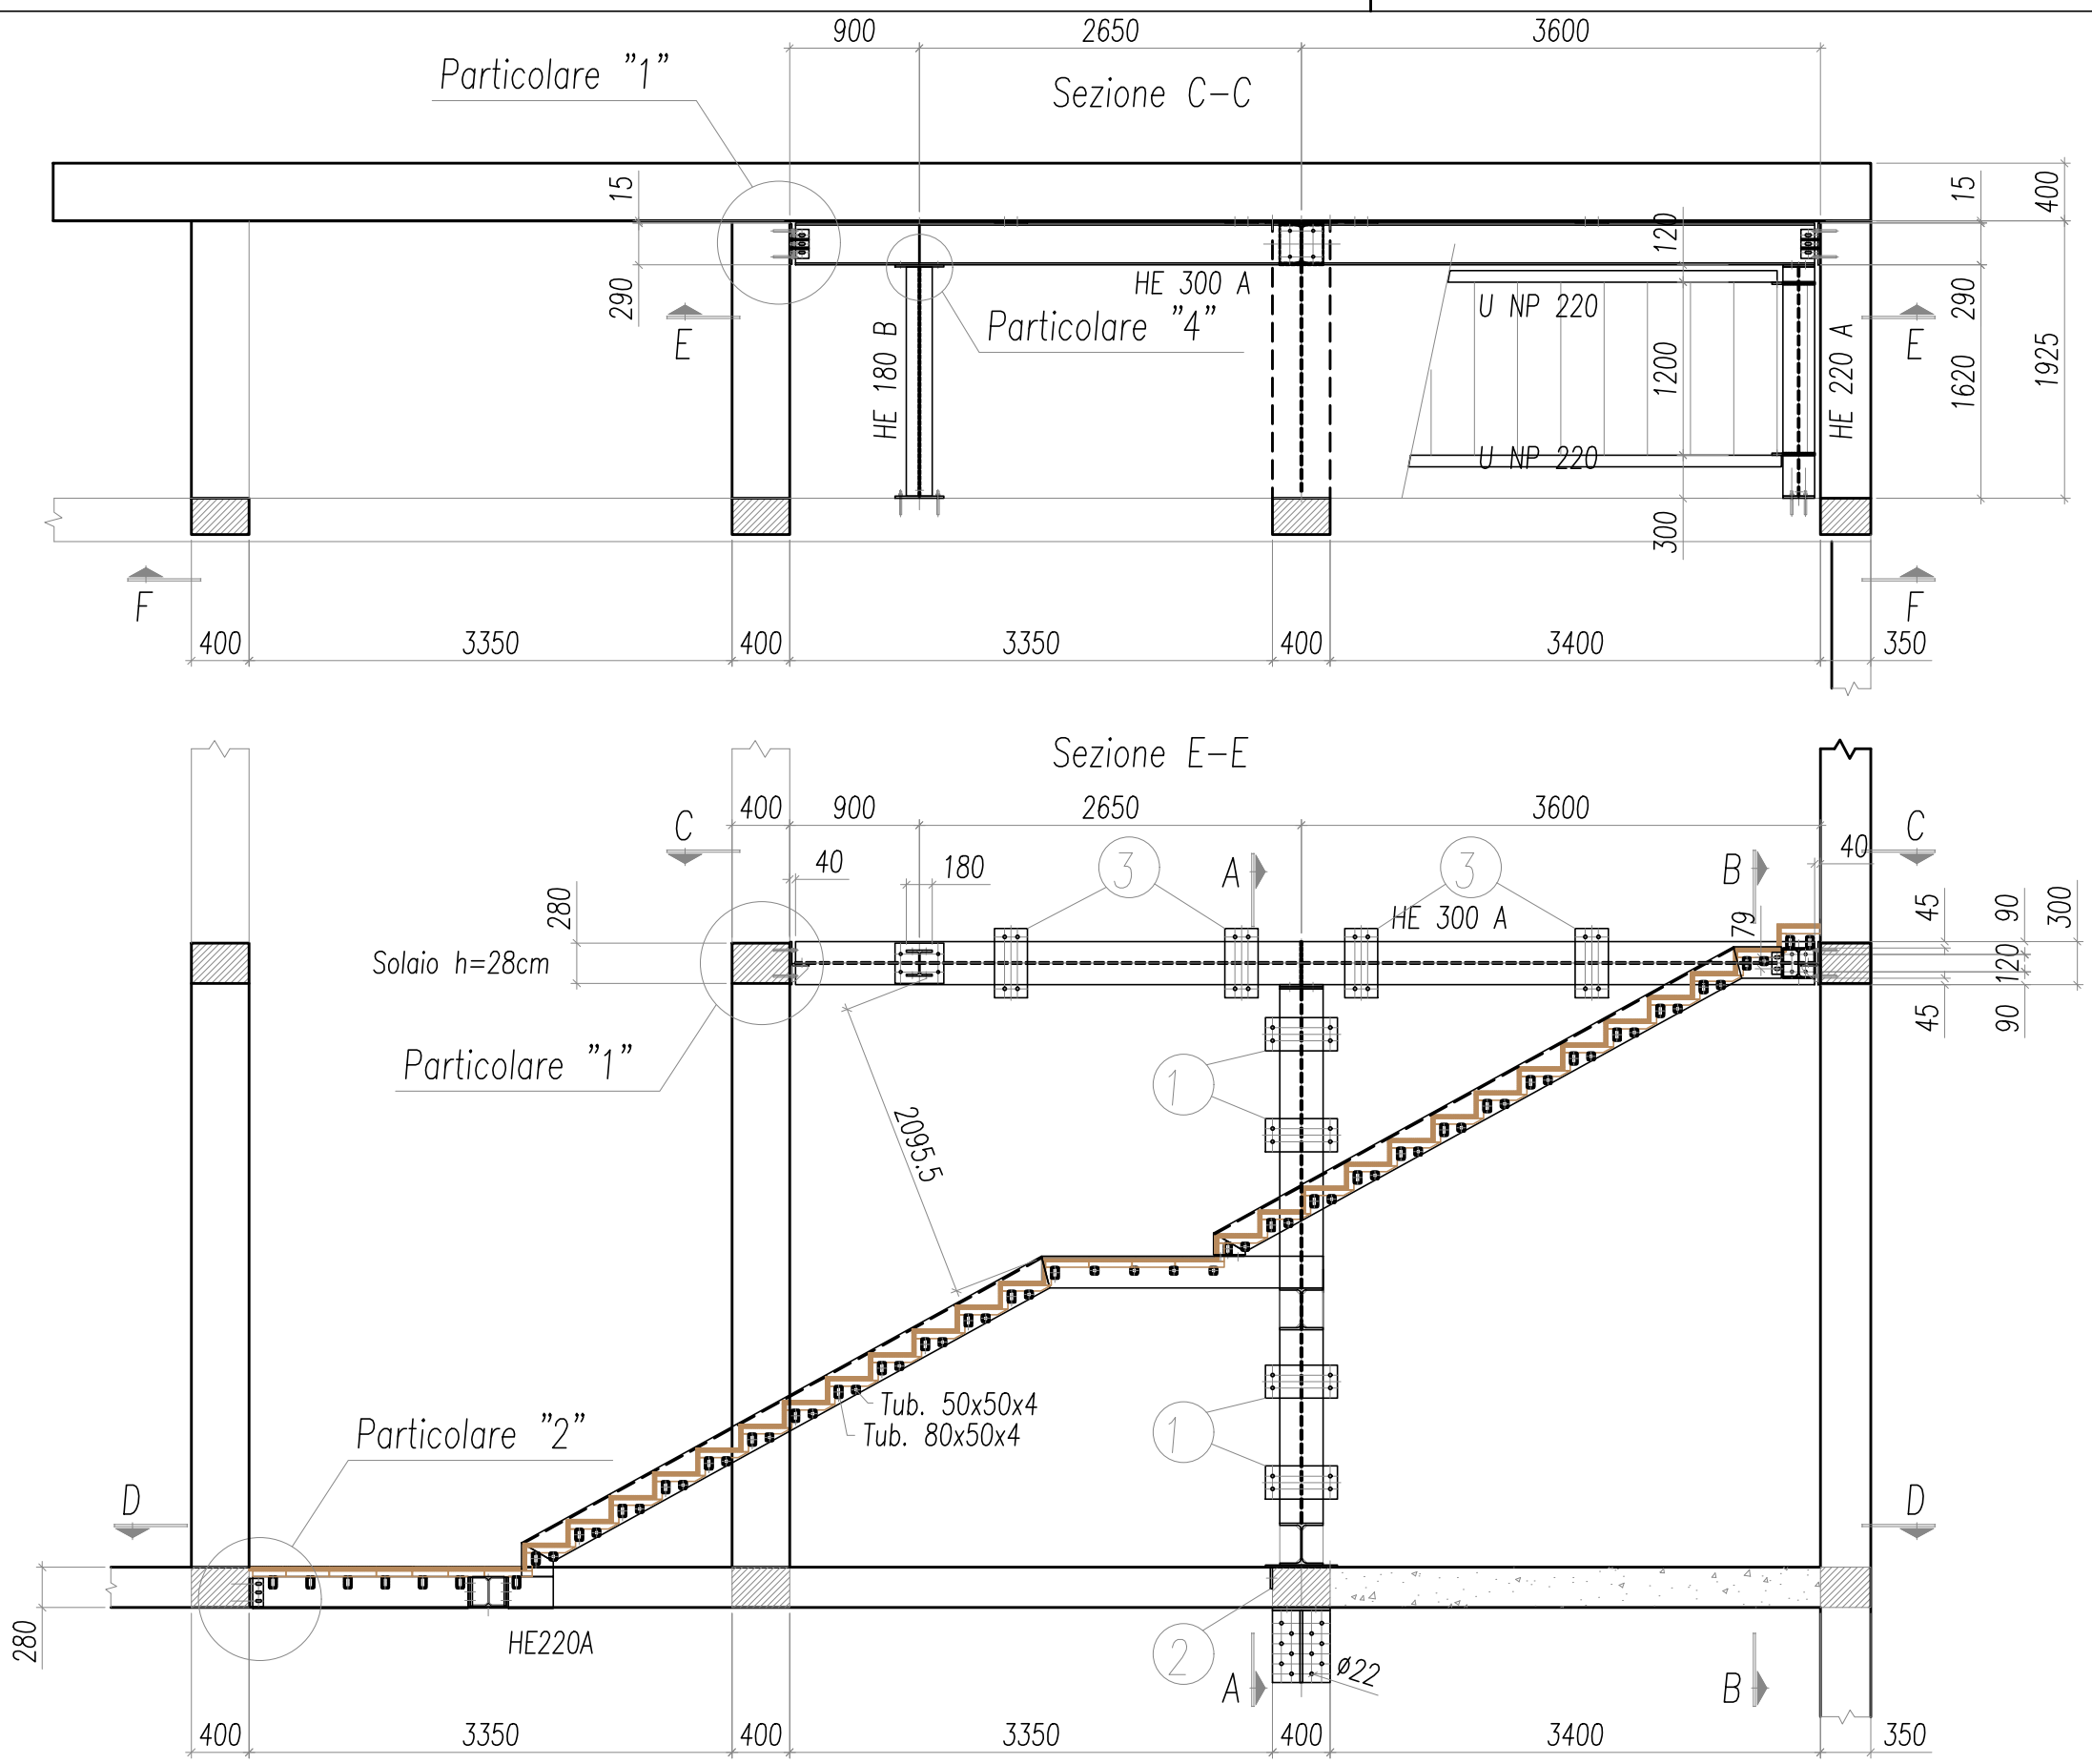 900
2650
3600
Particolare "1"
Sezione C-C
15
15
400
120
290
HE 300 A
U NP 220
290
E
HE 180 B
Particolare "4"
1200
HE 220 A
E
1620
1925
U NP 220
300
F
F
400
3350
400
3350
400
3400
350
Sezione E-E
400
900
2650
3600
C
C
40
180
3
A
3
B
40
280
HE 300 A
79
45
90
300
Solaio h=28cm
120
45
90
Particolare "1"
1
2095.5
Tub. 50x50x4
Tub. 80x50x4
Particolare "2"
1
D
D
280
HE220A
2
Ø22
A
B
400
3350
400
3350
400
3400
350